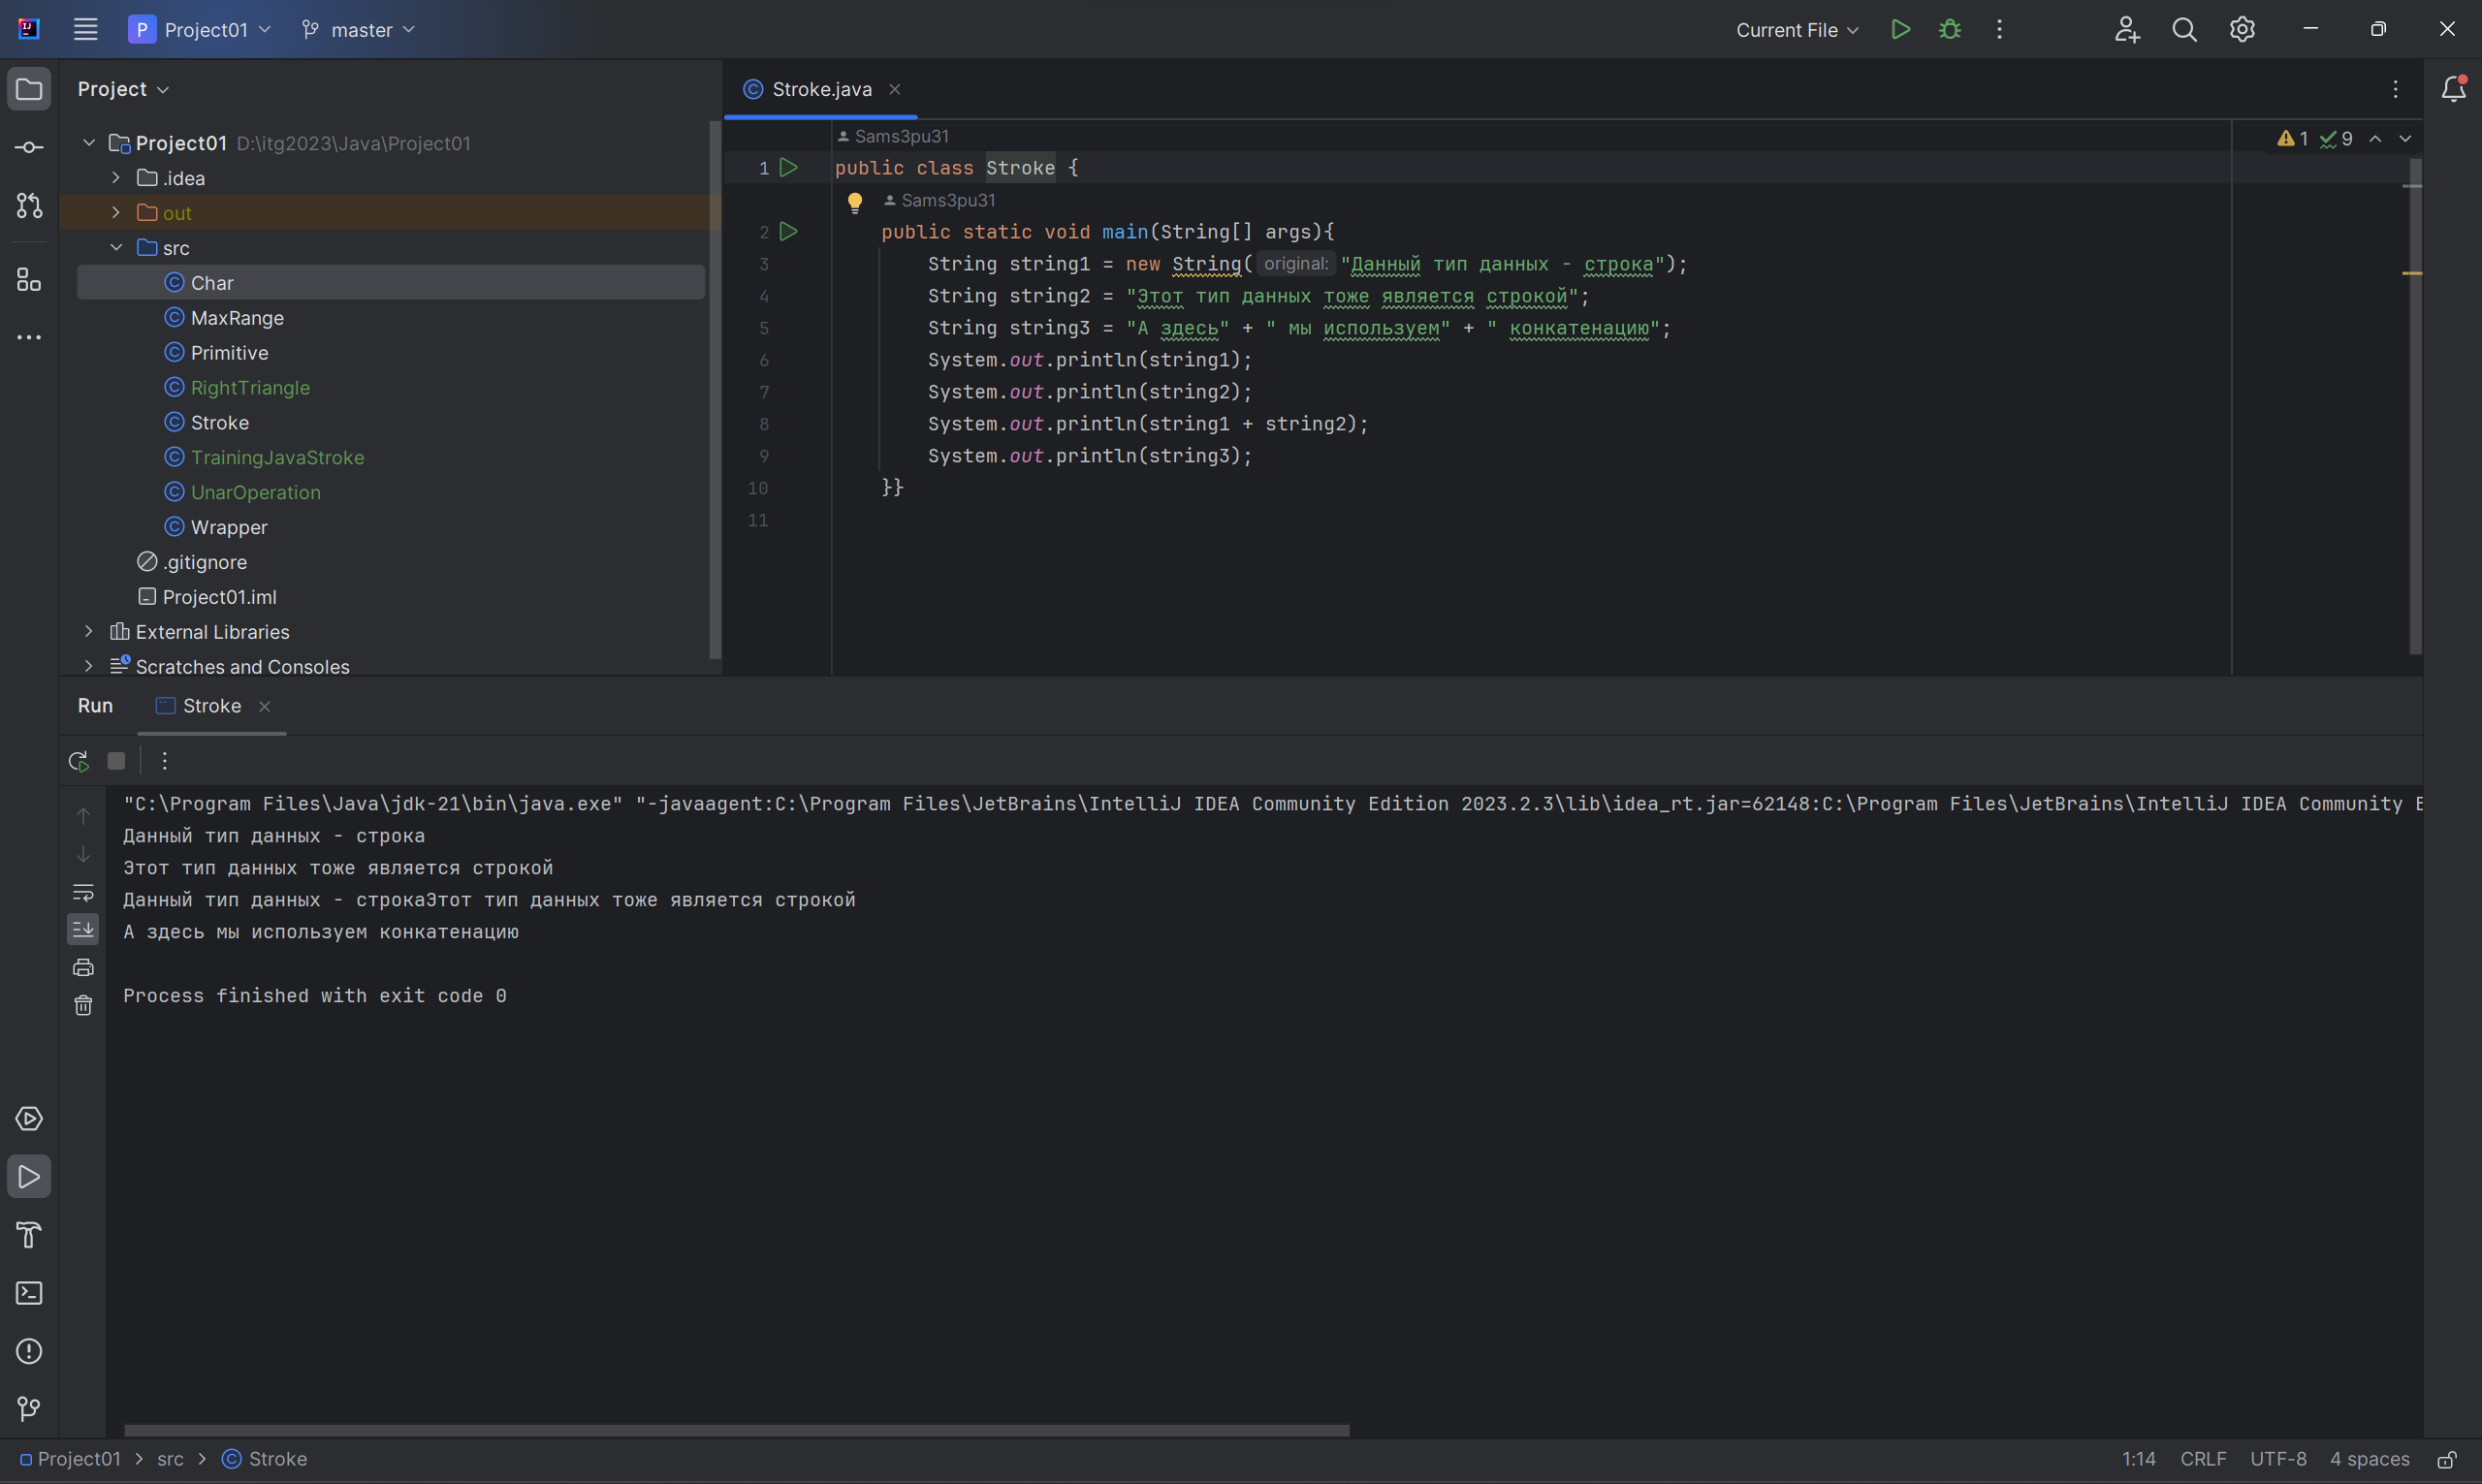 P Project01 master Current File
Project
Project01 D:\itg2023\Java\Project01
.idea
out
src
Char
MaxRange
Primitive
RightTriangle
Stroke
TrainingJavaStroke
UnarOperation
Wrapper
.gitignore
Project01.iml
External Libraries
Scratches and Consoles
Stroke.java
Sams3pu31
1 9
1 public class Stroke {
Sams3pu31
2 public static void main(String[] args){
3 String string1 = new String( original: "Данный тип данных - строка");
4 String string2 = "Этот тип данных тоже является строкой";
5 String string3 = "А здесь" + " мы используем" + " конкатенацию";
6 System.out.println(string1);
7 System.out.println(string2);
8 System.out.println(string1 + string2);
9 System.out.println(string3);
10 }}
11
Run Stroke
"C:\Program Files\Java\jdk-21\bin\java.exe" "-javaagent:C:\Program Files\JetBrains\IntelliJ IDEA Community Edition 2023.2.3\lib\idea_rt.jar=62148:C:\Program Files\JetBrains\IntelliJ IDEA Community E
Данный тип данных - строка
Этот тип данных тоже является строкой
Данный тип данных - строкаЭтот тип данных тоже является строкой
А здесь мы используем конкатенацию
Process finished with exit code 0
Project01 > src > Stroke
1:14 CRLF UTF-8 4 spaces